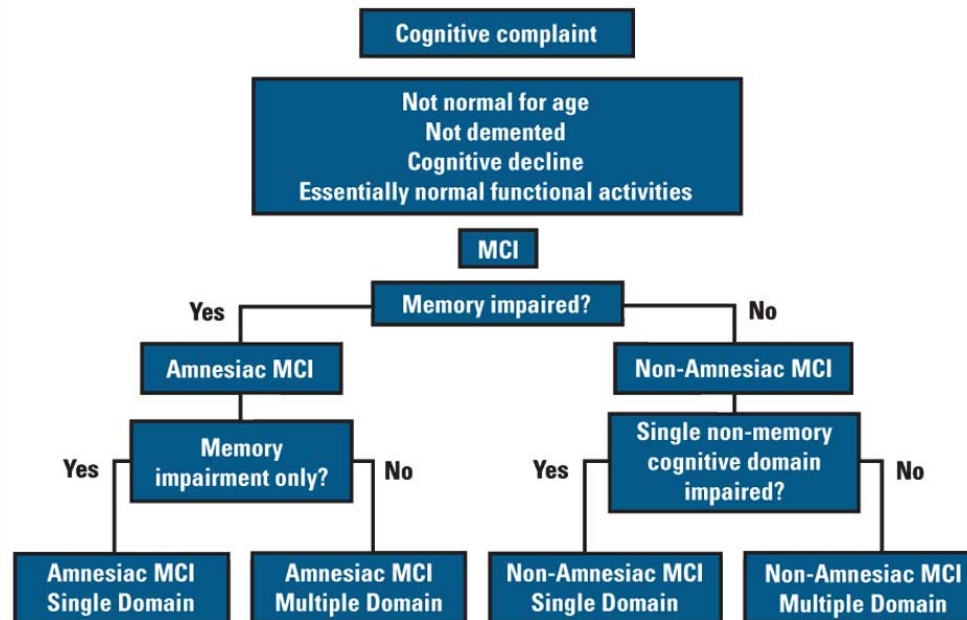 Cognitive complaint
Not normal for age
Not demented
Cognitive decline
Essentially normal functional activities
MCI
Memory impaired?
Yes
No
Amnesiac MCI
Non-Amnesiac MCI
Memory
impairment only?
Yes
No
Single non-memory
cognitive domain
impaired?
Yes
No
Amnesiac MCI
Single Domain
Amnesiac MCI
Multiple Domain
Non-Amnesiac MCI
Single Domain
Non-Amnesiac MCI
Multiple Domain